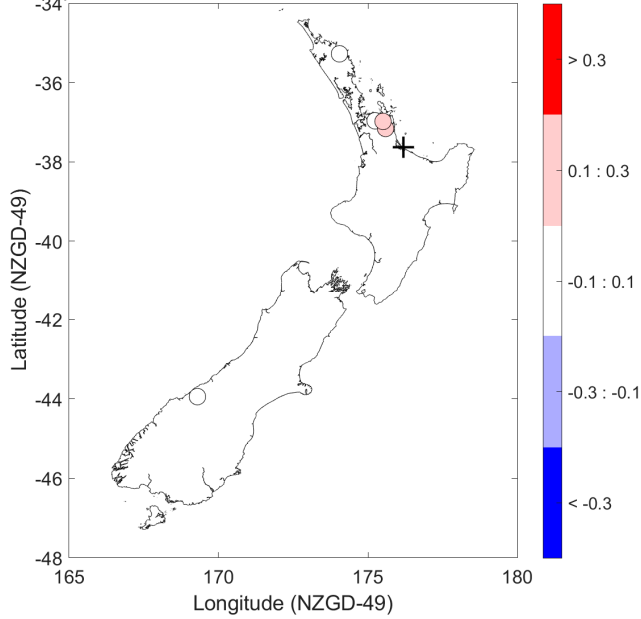 -34
-36
-38
-40
-42
-44
-46
-48
165
170
175
180
Longitude (NZGD-49)
Latitude (NZGD-49)
> 0.3
0.1 : 0.3
-0.1 : 0.1
-0.3 : -0.1
< -0.3